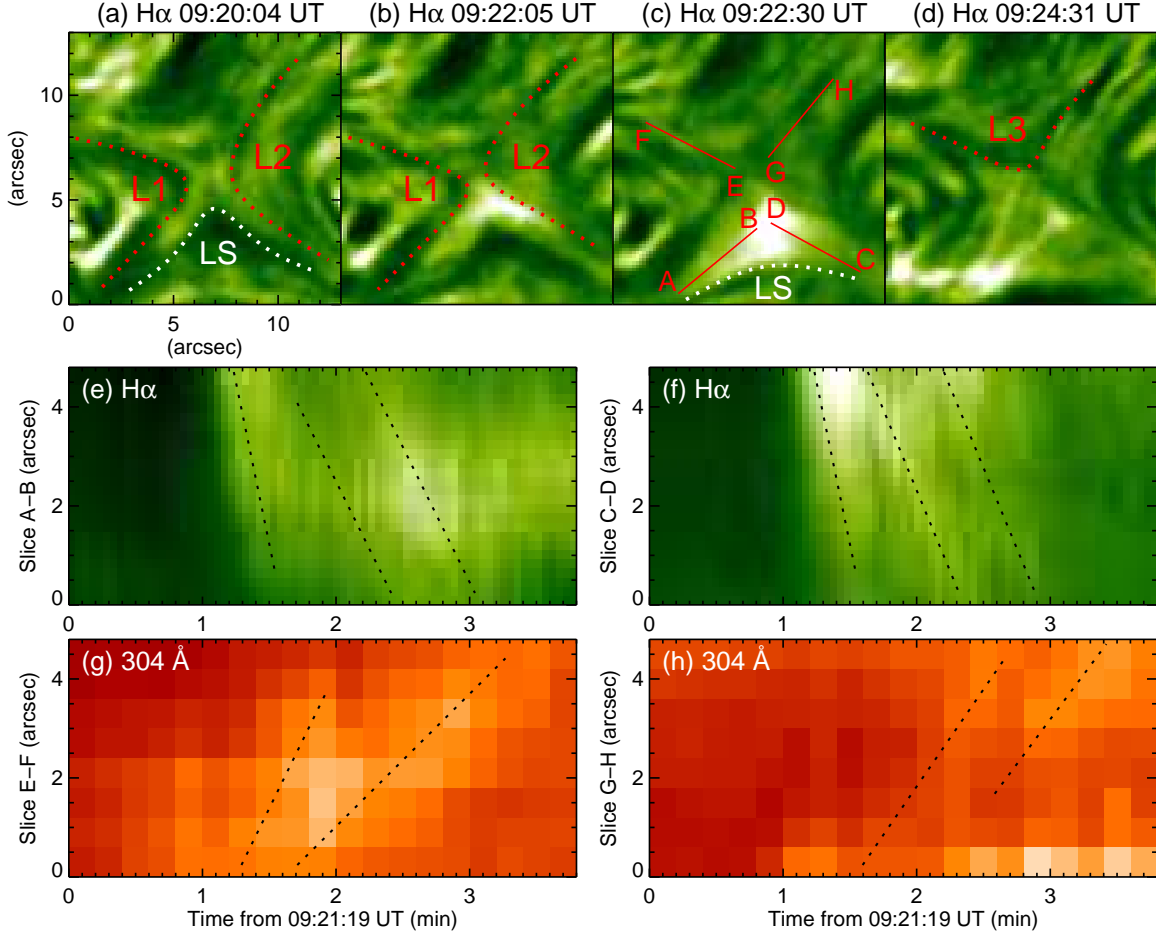 (a) Hα 09:20:04 UT
(b) Hα 09:22:05 UT
(c) Hα 09:22:30 UT
(d) Hα 09:24:31 UT
(arcsec)
10
5
0
L1
L2
LS
0
5
10
(arcsec)
L1
L2
F
H
E
G
B
D
A
C
LS
L3
(e) Hα
Slice A−B (arcsec)
4
2
0
0
1
2
3
(f) Hα
Slice C−D (arcsec)
4
2
0
0
1
2
3
(g) 304 Å
Slice E−F (arcsec)
4
2
0
0
1
2
3
Time from 09:21:19 UT (min)
(h) 304 Å
Slice G−H (arcsec)
4
2
0
0
1
2
3
Time from 09:21:19 UT (min)